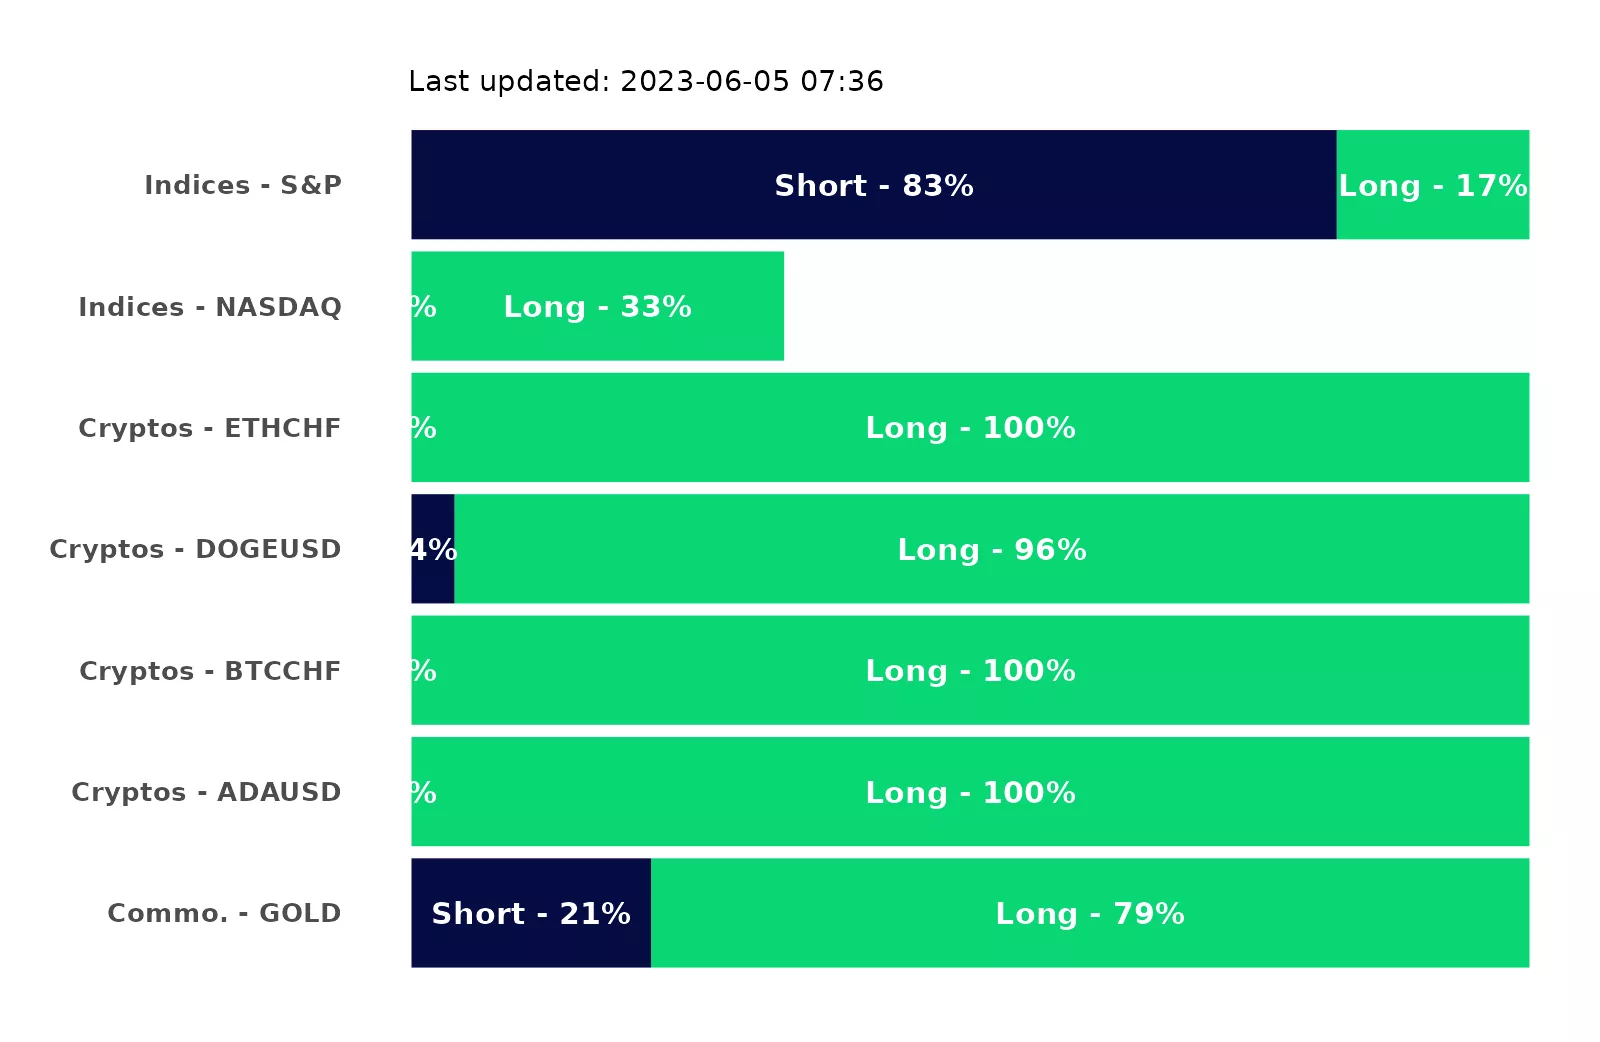 Last updated: 2023-06-05 07:36
Indices - S&P Short - 83% Long - 17%
Indices - NASDAQ % Long - 33%
Cryptos - ETHCHF % Long - 100%
Cryptos - DOGEUSD 4% Long - 96%
Cryptos - BTCCHF % Long - 100%
Cryptos - ADAUSD % Long - 100%
Commo. - GOLD Short - 21% Long - 79%